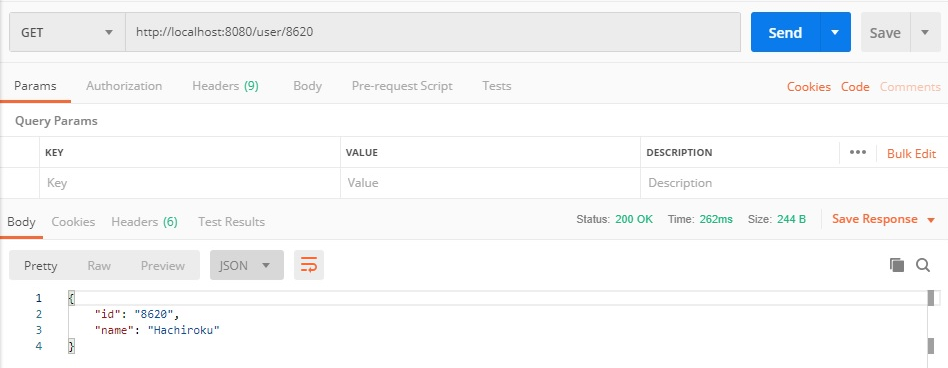 GET http://localhost:8080/user/8620 Send Save
Params Authorization Headers (9) Body Pre-request Script Tests Cookies Code Comments
Query Params
KEY VALUE DESCRIPTION ••• Bulk Edit
Key Value Description
Body Cookies Headers (6) Test Results Status: 200 OK Time: 262ms Size: 244 B Save Response
Pretty Raw Preview JSON
1 {
2 "id": "8620",
3 "name": "Hachiroku"
4 }